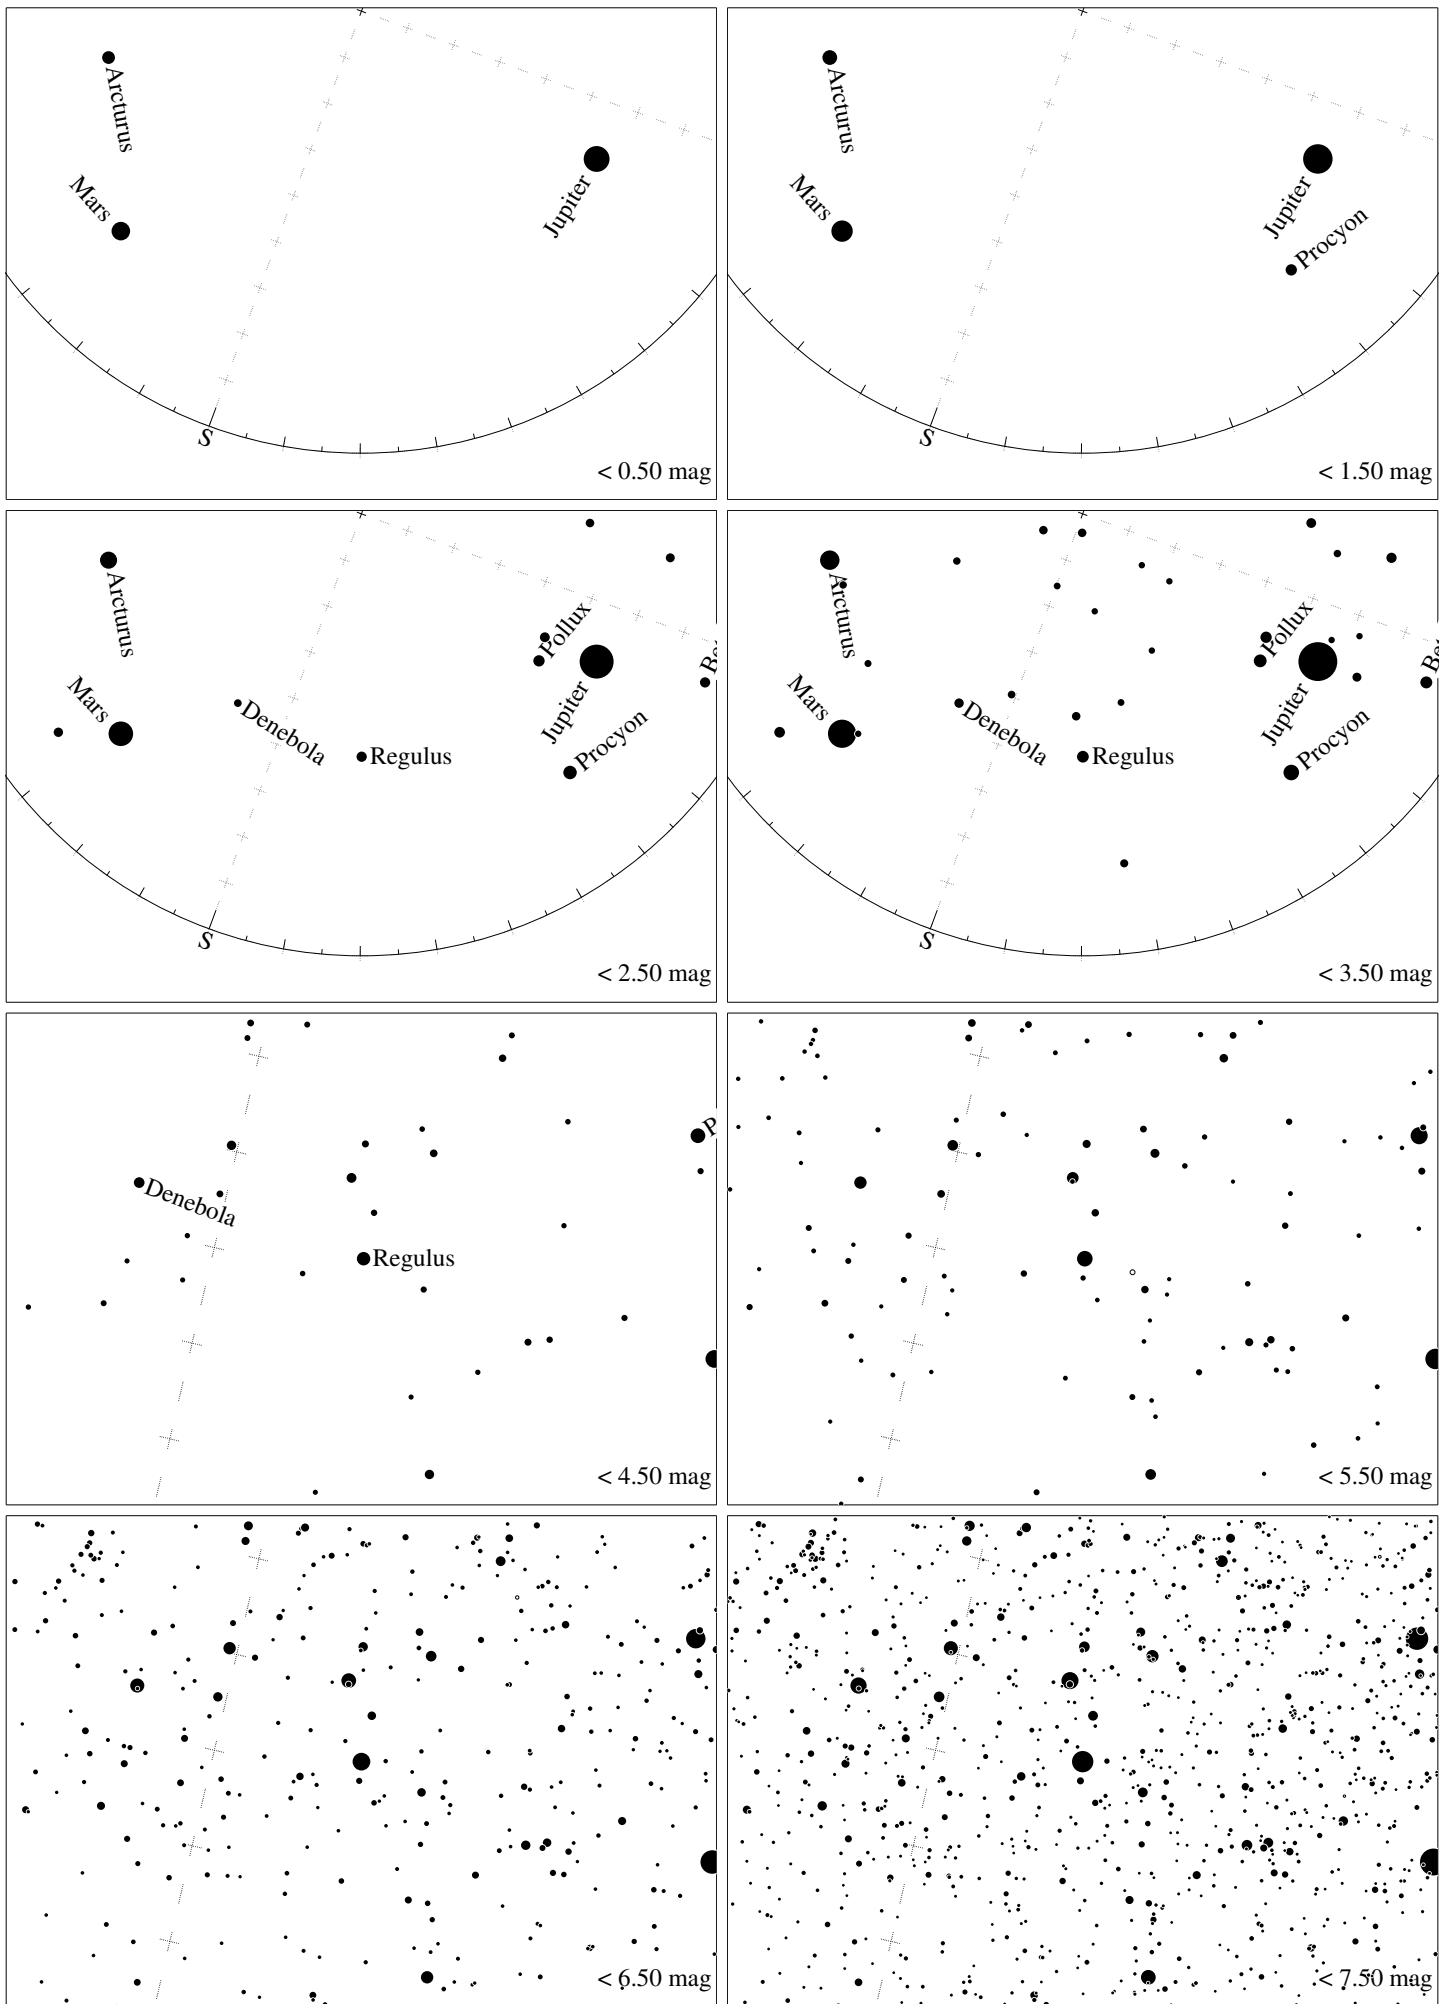 Arcturus
Mars
Jupiter
S
< 0.50 mag
Arcturus
Mars
Jupiter
Procyon
S
< 1.50 mag
Arcturus
Mars
Denebola
Regulus
Pollux
Jupiter
Procyon
Be
S
< 2.50 mag
Arcturus
Mars
Denebola
Regulus
Pollux
Jupiter
Procyon
Be
S
< 3.50 mag
P
Denebola
Regulus
< 4.50 mag
< 5.50 mag
< 6.50 mag
< 7.50 mag